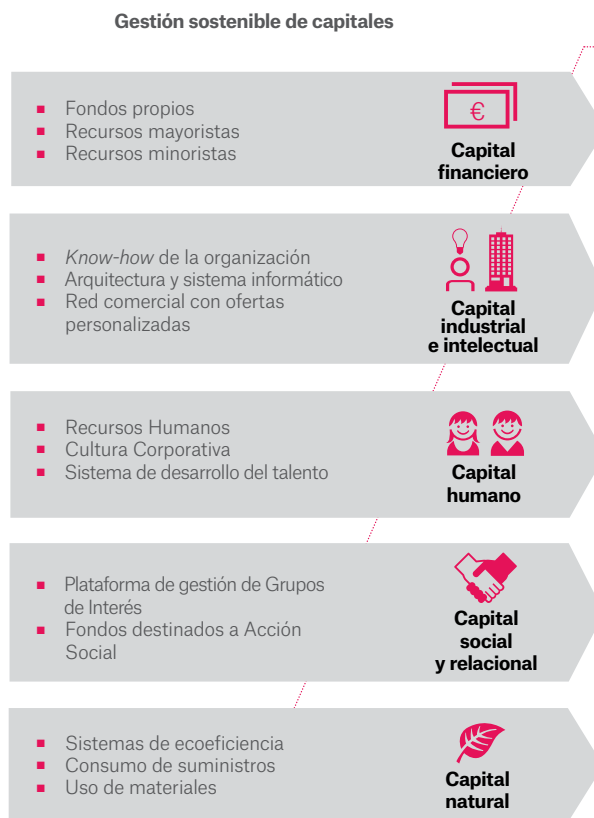 Gestión sostenible de capitales
▪ Fondos propios
▪ Recursos mayoristas
▪ Recursos minoristas
€
Capital
financiero
▪ Know-how de la organización
▪ Arquitectura y sistema informático
▪ Red comercial con ofertas
personalizadas
Capital
industrial
e intelectual
▪ Recursos Humanos
▪ Cultura Corporativa
▪ Sistema de desarrollo del talento
Capital
humano
▪ Plataforma de gestión de Grupos
de Interés
▪ Fondos destinados a Acción
Social
Capital
social
y relacional
▪ Sistemas de ecoeficiencia
▪ Consumo de suministros
▪ Uso de materiales
Capital
natural